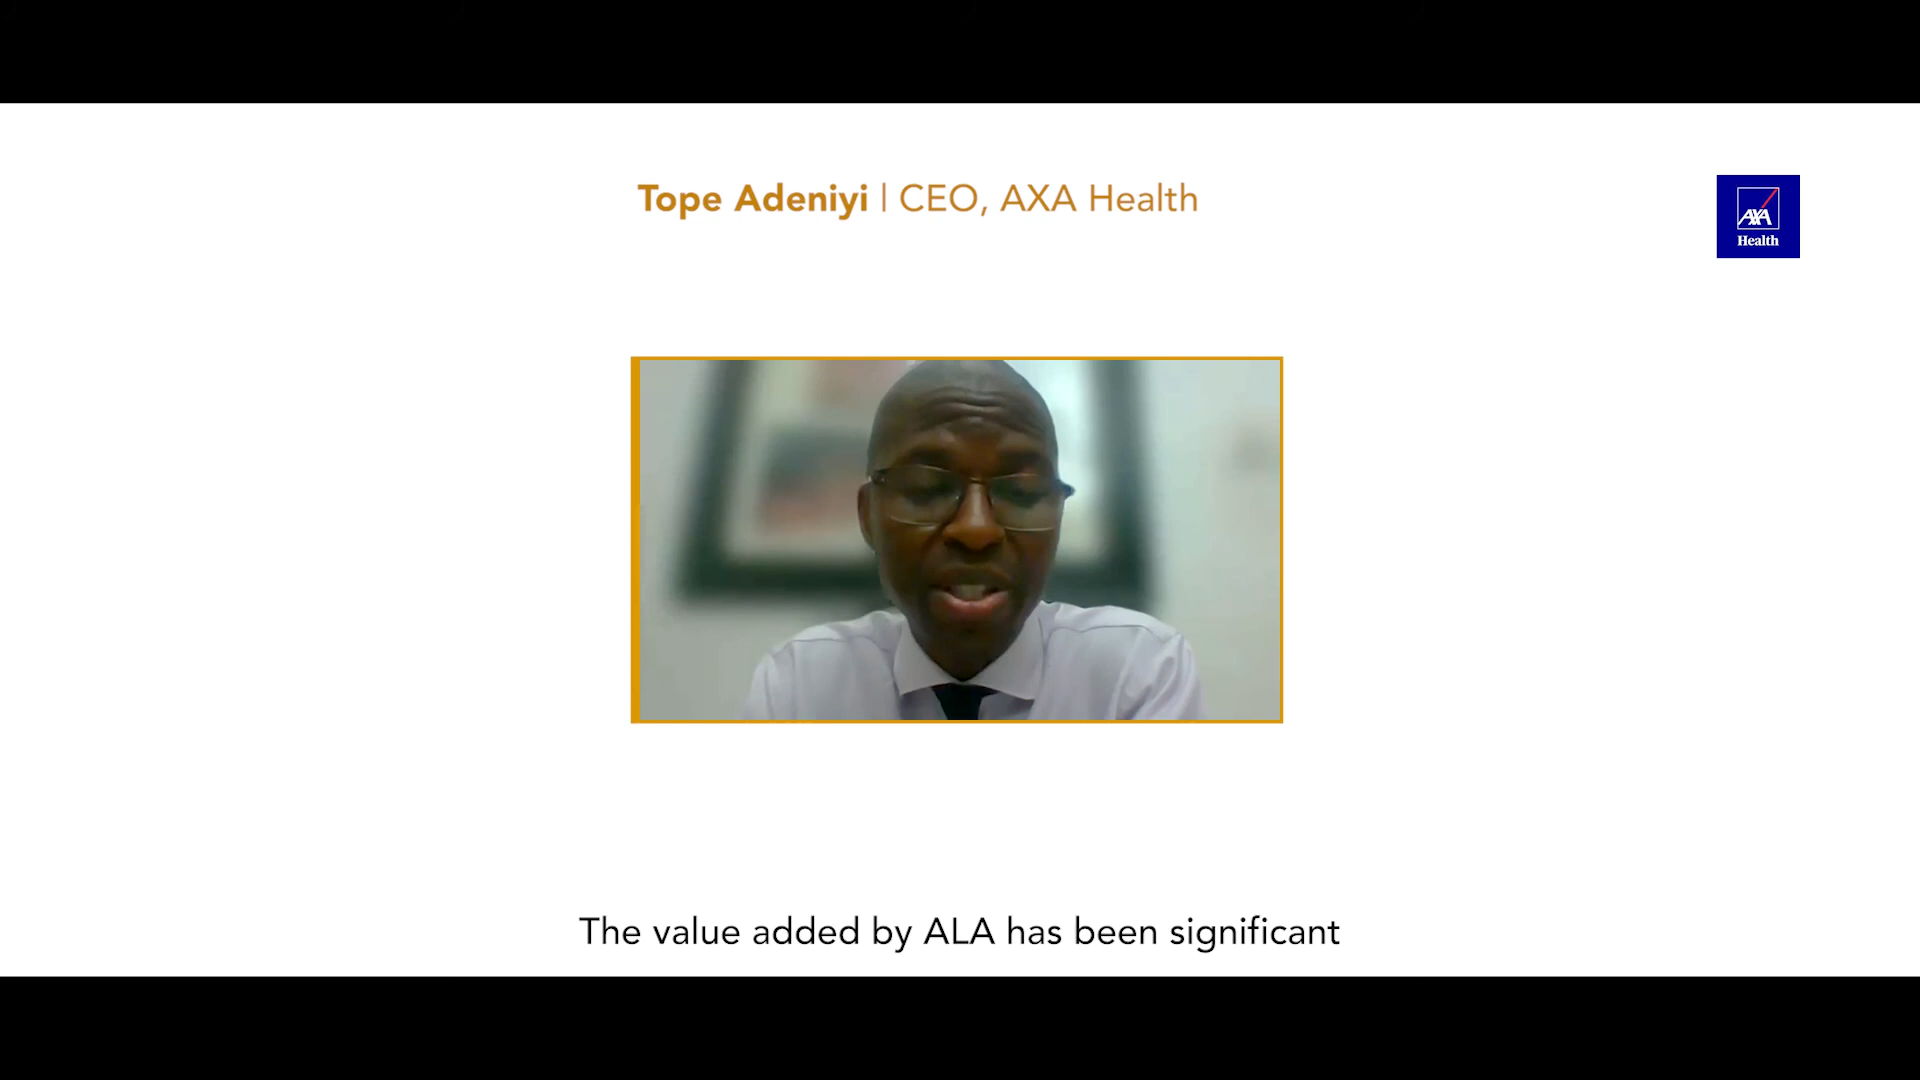 Tope Adeniyi | CEO, AXA Health
AXA
Health
The value added by ALA has been significant